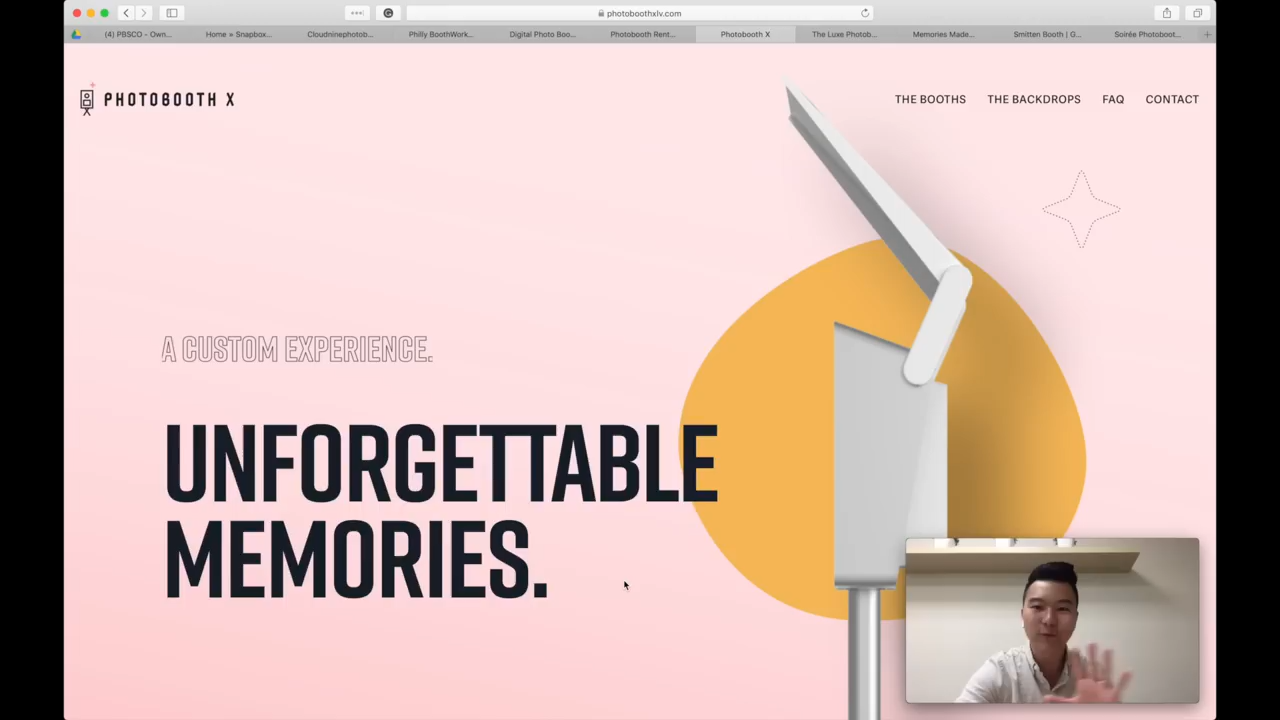 photoboothxlv.com
(4) PBSCO - Own...
Home » Snapbox...
Cloudninephotob...
Philly BoothWork...
Digital Photo Boo...
Photobooth Rent...
Photobooth X
The Luxe Photob...
Memories Made...
Smitten Booth | G...
Soirée Photoboot...
PHOTOBOOTH X
THE BOOTHS
THE BACKDROPS
FAQ
CONTACT
A CUSTOM EXPERIENCE.
UNFORGETTABLE
MEMORIES.